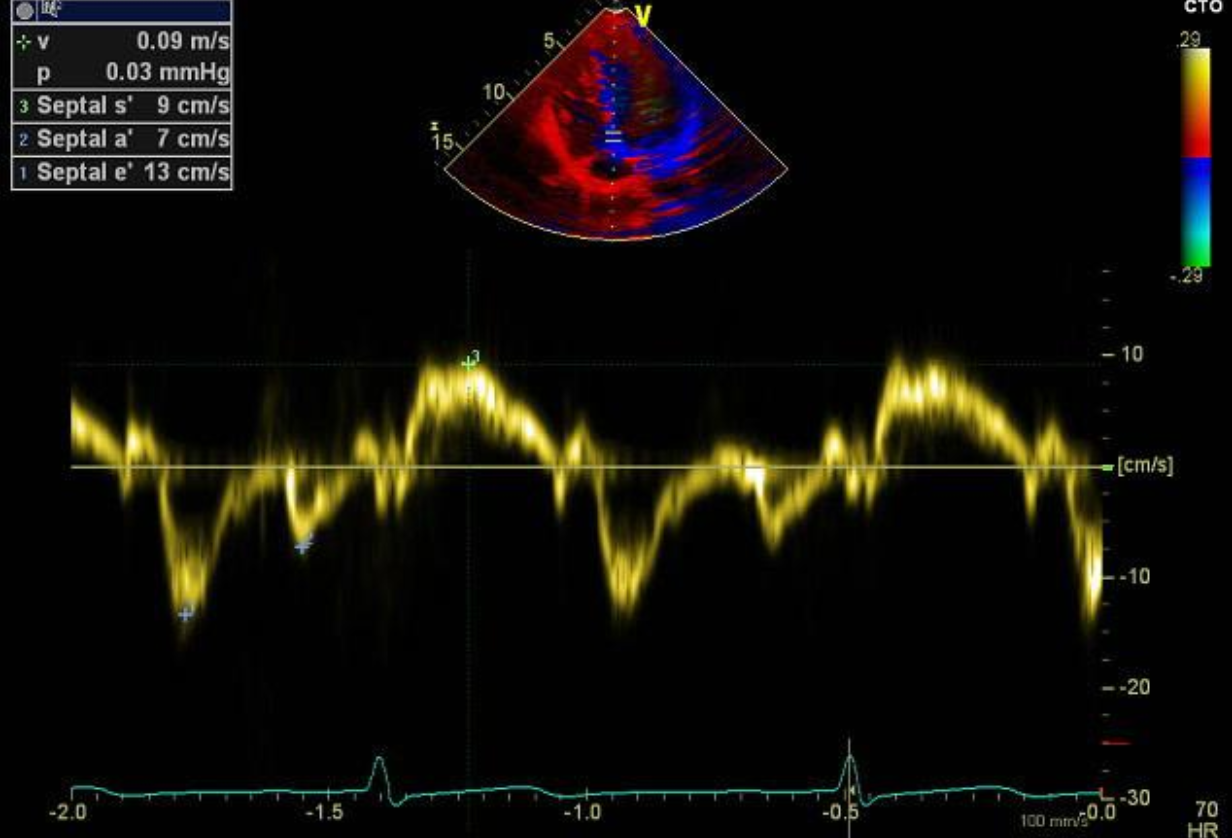 v 0.09 m/s
p 0.03 mmHg
3 Septal s' 9 cm/s
2 Septal a' 7 cm/s
1 Septal e' 13 cm/s
V
5
10
15
CTO
.29
-.29
3
10
[cm/s]
-10
-20
-30
-2.0 -1.5 -1.0 -0.5 -0.0
100 mm/s
70
HR